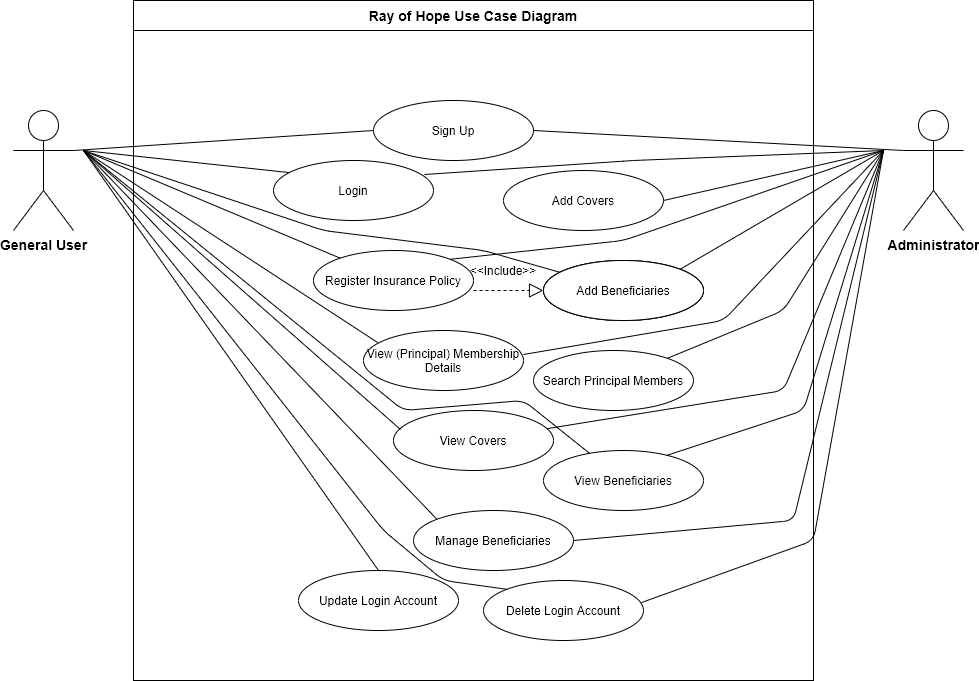 Ray of Hope Use Case Diagram
Sign Up
Login
Add Covers
General User
Administrator
Register Insurance Policy
<<Include>>
Add Beneficiaries
View (Principal) Membership
Details
Search Principal Members
View Covers
View Beneficiaries
Manage Beneficiaries
Update Login Account
Delete Login Account